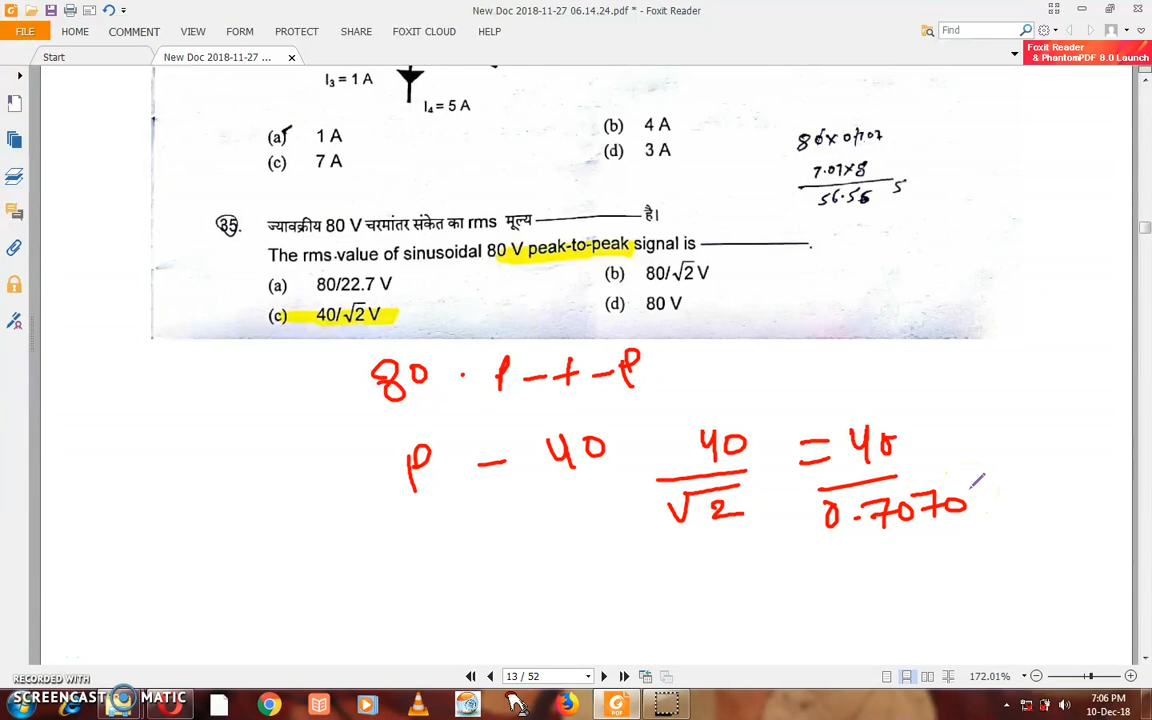 New Doc 2018-11-27 06.14.24.pdf * - Foxit Reader
FILE HOME COMMENT VIEW FORM PROTECT SHARE FOXIT CLOUD HELP
Find
Start New Doc 2018-11-27 ...
Foxit Reader
& PhantomPDF 8.0 Launch
I3 = 1 A
I4 = 5 A
(a) 1 A
(b) 4 A
(c) 7 A
(d) 3 A
80×0.707
7.07×8
56.56
35. ज्यावक्रीय 80 V चरमांतर संकेत का rms मूल्य ———— है।
The rms value of sinusoidal 80 V peak-to-peak signal is ————.
(a) 80/22.7 V
(b) 80/√2 V
(c) 40/√2 V
(d) 80 V
80 . P – t – P
P – 40
40
√2
= 40
0.7070
RECORDED WITH
SCREENCAST MATIC
13 / 52
172.01%
7:06 PM
10-Dec-18